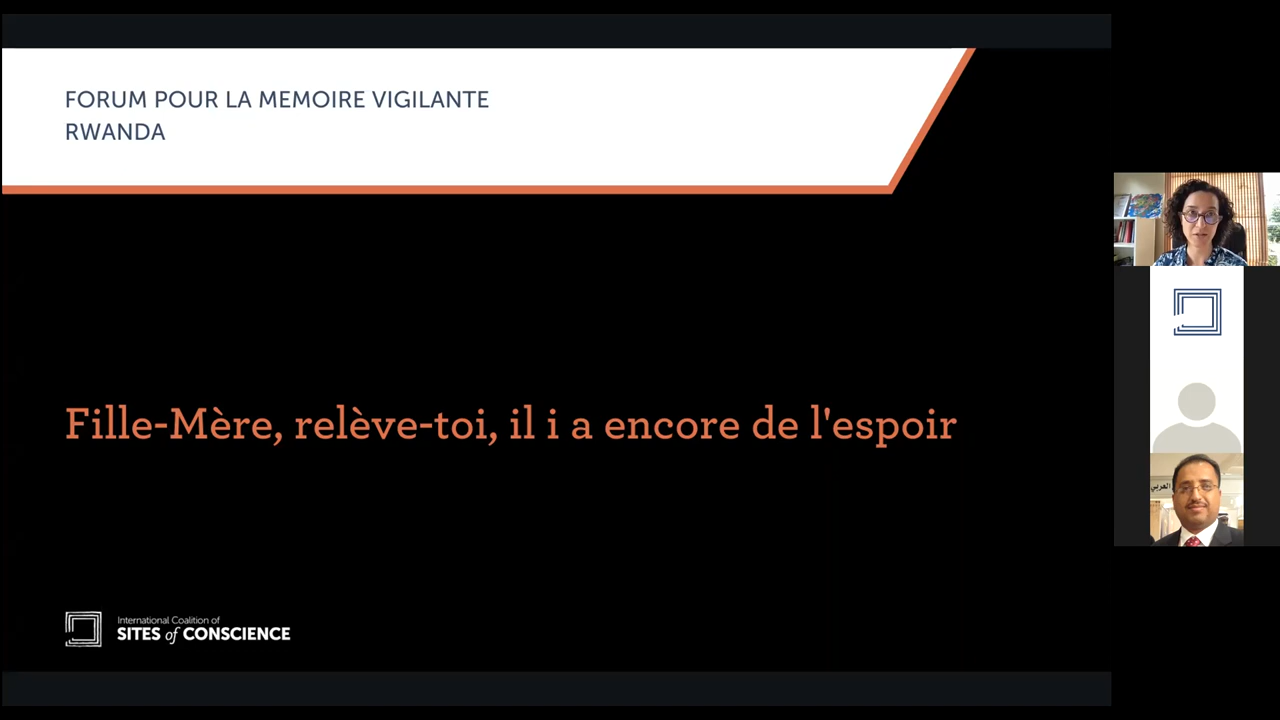 FORUM POUR LA MEMOIRE VIGILANTE
RWANDA
Fille-Mère, relève-toi, il i a encore de l'espoir
International Coalition of
SITES of CONSCIENCE
العربي